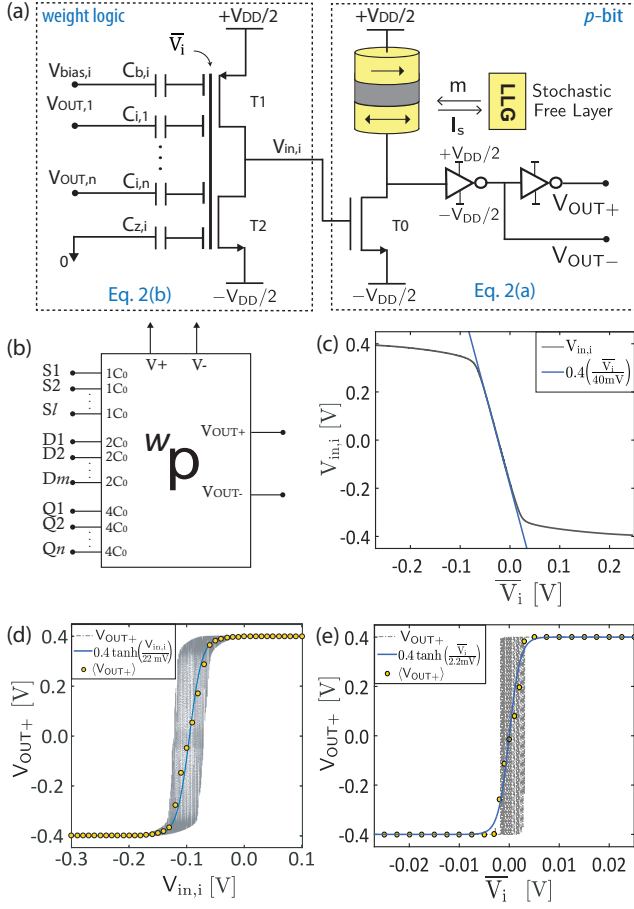 (a)
weight logic
V̅i
+VDD/2
Vbias,i
Cb,i
VOUT,1
Ci,1
T1
Vin,i
VOUT,n
Ci,n
Cz,i
T2
0
Eq. 2(b)
−VDD/2
p-bit
+VDD/2
m
Is
LLG
Stochastic
Free Layer
+VDD/2
−VDD/2
VOUT+
VOUT−
T0
−VDD/2
Eq. 2(a)
(b)
V+ V-
S1 1C0
S2 1C0
Sl 1C0
D1 2C0
D2 2C0
Dm 2C0
Q1 4C0
Q2 4C0
Qn 4C0
wp
VOUT+
VOUT-
(c)
Vin,i
0.4(V̅i/40mV)
Vin,i [V]
0.4
0.2
0.0
-0.2
-0.4
-0.2 -0.1 0.0 0.1 0.2
V̅i [V]
(d)
VOUT+
0.4 tanh(Vin,i/22 mV)
⟨VOUT+⟩
VOUT+ [V]
0.4
0.2
0.0
-0.2
-0.4
-0.3 -0.2 -0.1 0.0 0.1
Vin,i [V]
(e)
VOUT+
0.4 tanh(V̅i/2.2mV)
⟨VOUT+⟩
VOUT+ [V]
0.4
0.2
0.0
-0.2
-0.4
-0.02 -0.01 0.00 0.01 0.02
V̅i [V]